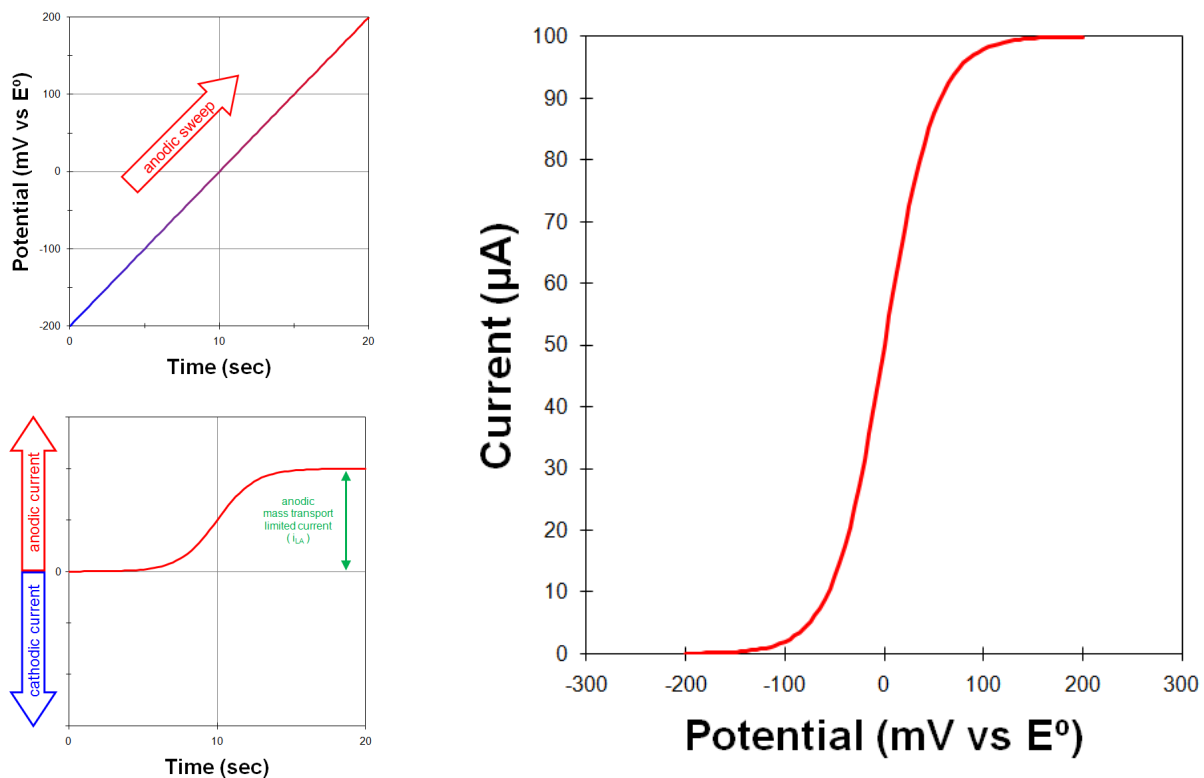 Potential (mV vs Eº)
200
100
0
-100
-200
anodic sweep
0
10
20
Time (sec)
anodic current
cathodic current
0
anodic
mass transport
limited current
( iLA )
0
10
20
Time (sec)
Current (µA)
100
90
80
70
60
50
40
30
20
10
0
-300
-200
-100
0
100
200
300
Potential (mV vs Eº)